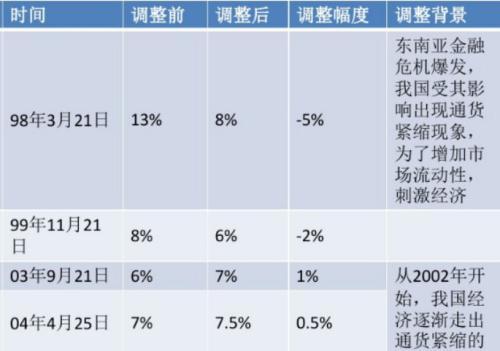 时间 调整前 调整后 调整幅度 调整背景
98年3月21日 13% 8% -5% 东南亚金融
危机爆发，
我国受其影
响出现通货
紧缩现象，
为了增加市
场流动性，
刺激经济
99年11月21
日 8% 6% -2%
03年9月21日 6% 7% 1% 从2002年开
始，我国经
04年4月25日 7% 7.5% 0.5% 济逐渐走出
通货紧缩的